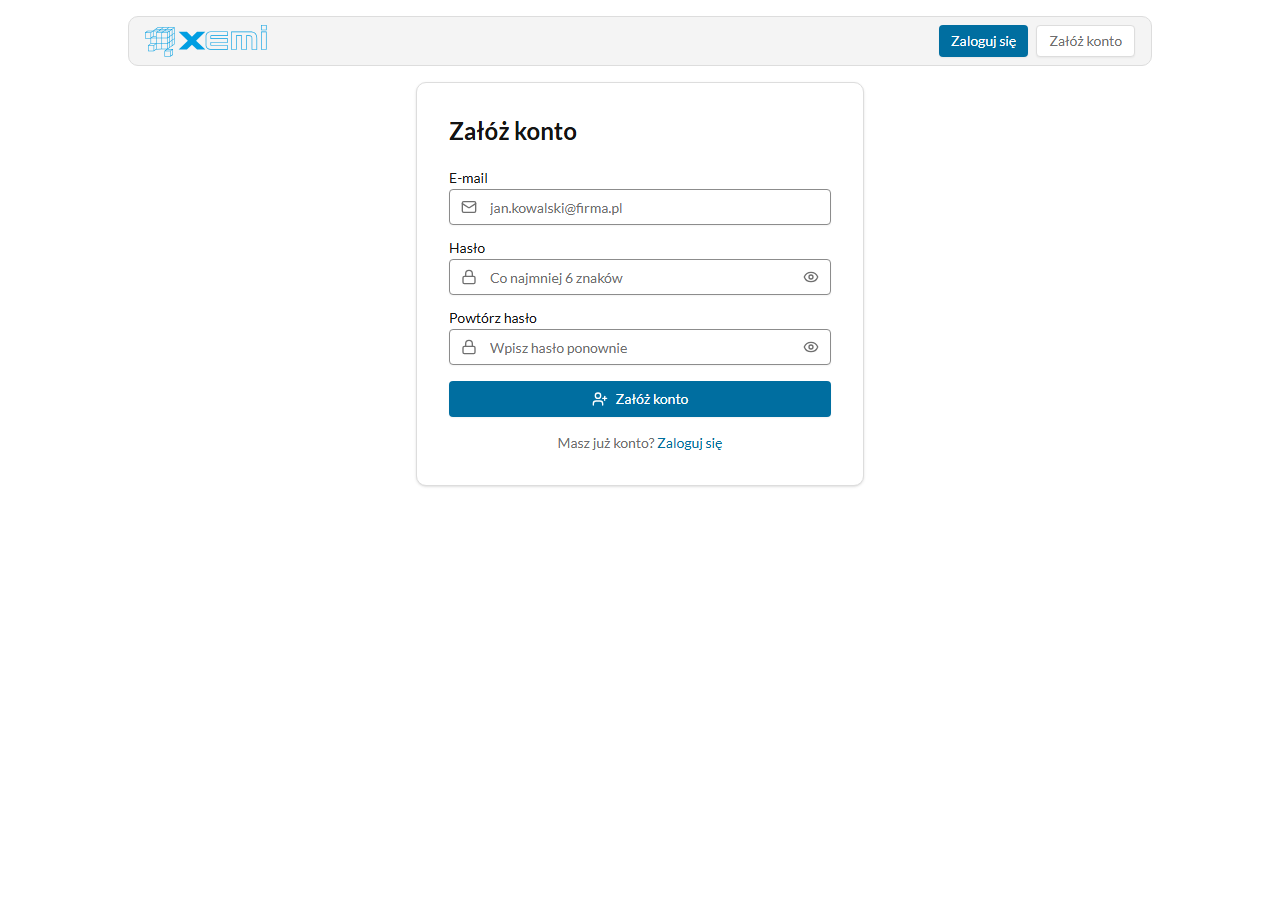 xemi
Zaloguj się
Załóż konto
Załóż konto
E-mail
jan.kowalski@firma.pl
Hasło
Co najmniej 6 znaków
Powtórz hasło
Wpisz hasło ponownie
Załóż konto
Masz już konto? Zaloguj się